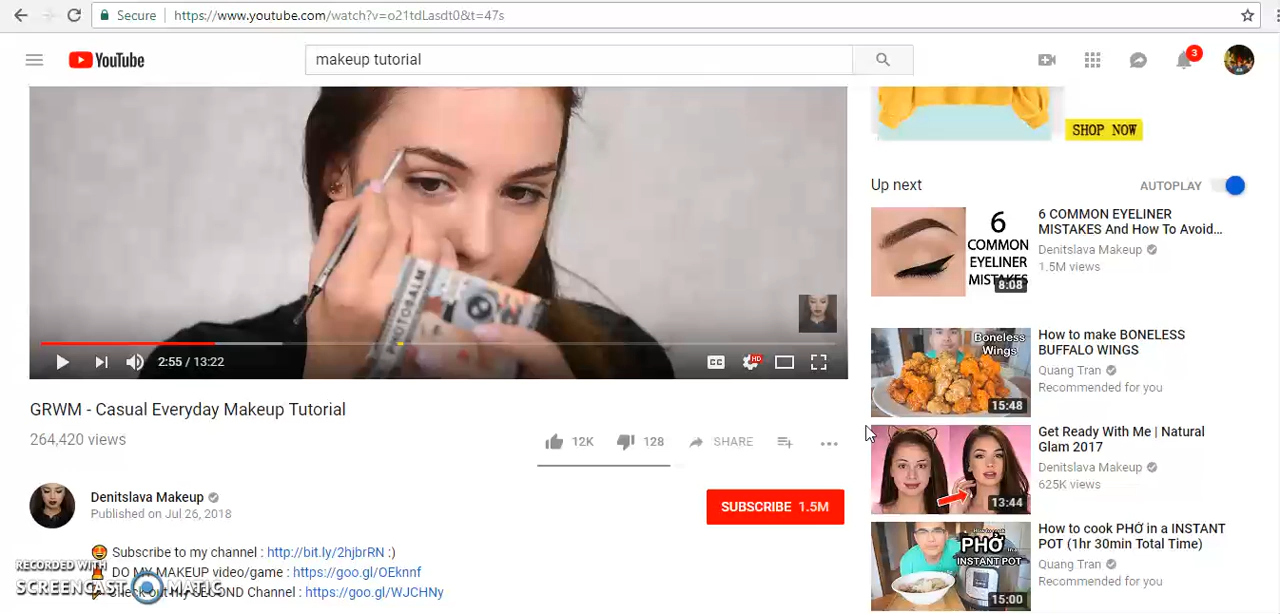 Secure https://www.youtube.com/watch?v=o21tdLasdt0&t=47s
YouTube
makeup tutorial
3
SHOP NOW
PHOTOBALM
2:55 / 13:22
CC
HD
GRWM - Casual Everyday Makeup Tutorial
264,420 views
12K
128
SHARE
Denitslava Makeup
Published on Jul 26, 2018
SUBSCRIBE 1.5M
Subscribe to my channel : http://bit.ly/2hjbrRN :)
DO MY MAKEUP video/game : https://goo.gl/OEknnf
Check out my SECOND Channel : https://goo.gl/WJCHNy
RECORDED WITH
SCREENCAST MATIC
Up next
AUTOPLAY
6
COMMON
EYELINER
MISTAKES
8:08
6 COMMON EYELINER
MISTAKES And How To Avoid...
Denitslava Makeup
1.5M views
Boneless
Wings
15:48
How to make BONELESS
BUFFALO WINGS
Quang Tran
Recommended for you
13:44
Get Ready With Me | Natural
Glam 2017
Denitslava Makeup
625K views
PHỞ
INSTANT POT
15:00
How to cook PHỞ in a INSTANT
POT (1hr 30min Total Time)
Quang Tran
Recommended for you